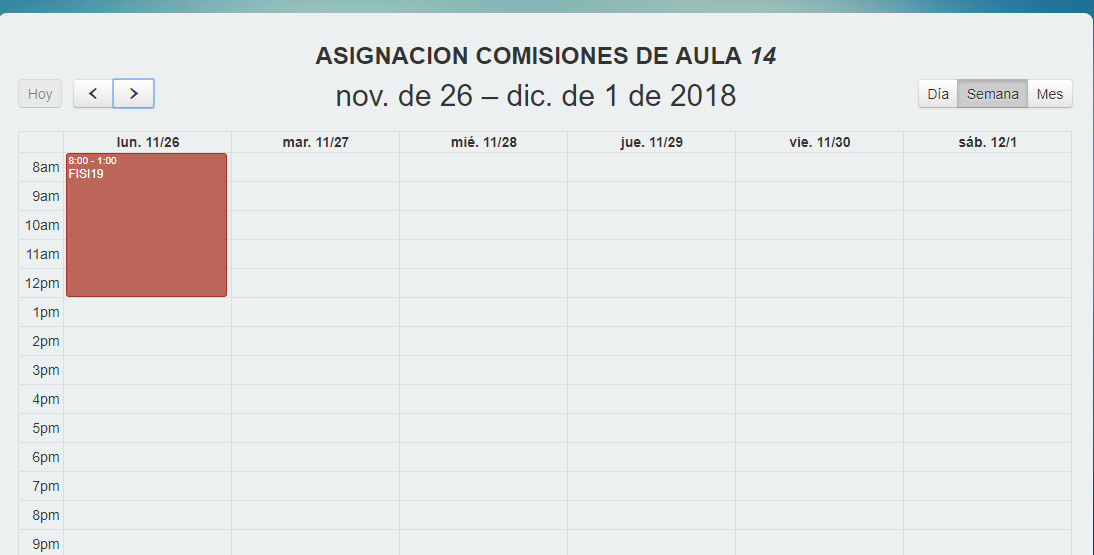 ASIGNACION COMISIONES DE AULA 14
Hoy
nov. de 26 – dic. de 1 de 2018
Día Semana Mes
lun. 11/26 mar. 11/27 mié. 11/28 jue. 11/29 vie. 11/30 sáb. 12/1
8:00 - 1:00
FISI19
8am
9am
10am
11am
12pm
1pm
2pm
3pm
4pm
5pm
6pm
7pm
8pm
9pm